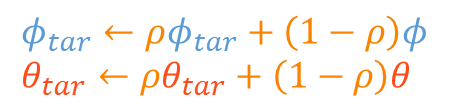 ϕ_tar ← ρϕ_tar + (1 − ρ)ϕ
θ_tar ← ρθ_tar + (1 − ρ)θ